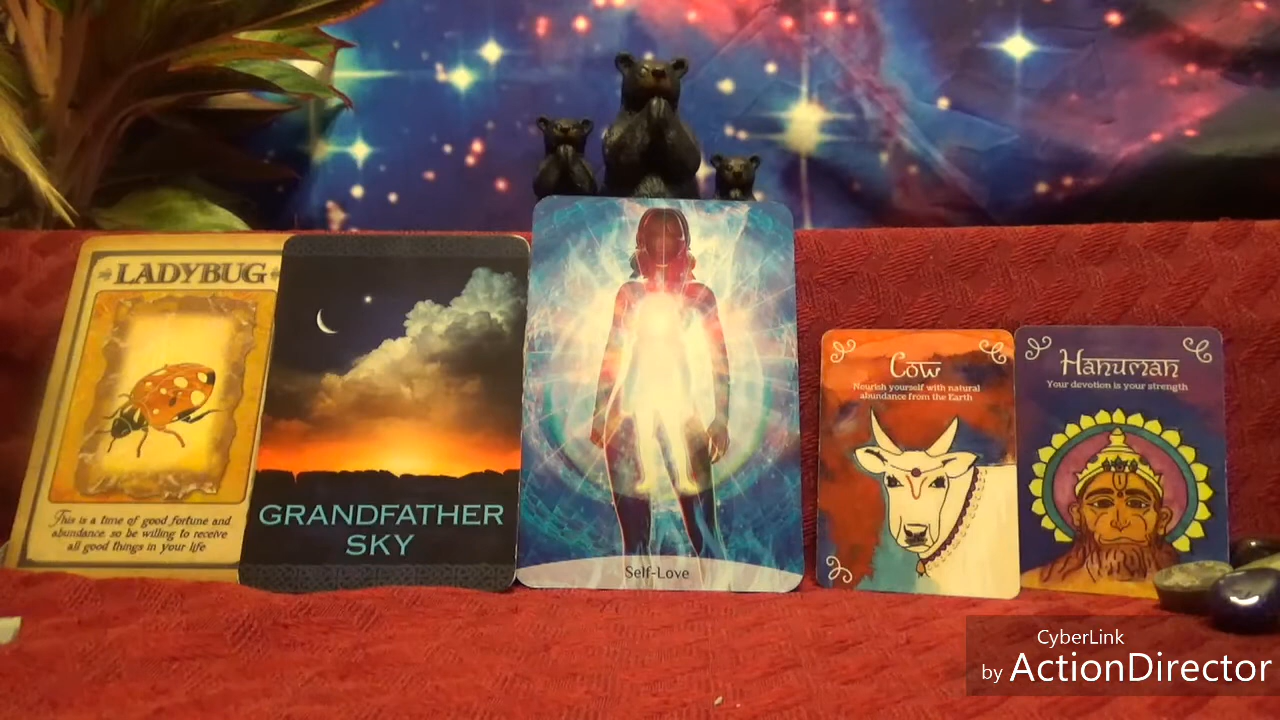 LADYBUG
This is a time of good fortune and
abundance, so be willing to receive
all good things in your life
GRANDFATHER
SKY
Self-Love
Cow
Nourish yourself with natural
abundance from the Earth
Hanuman
Your devotion is your strength
CyberLink
by ActionDirector